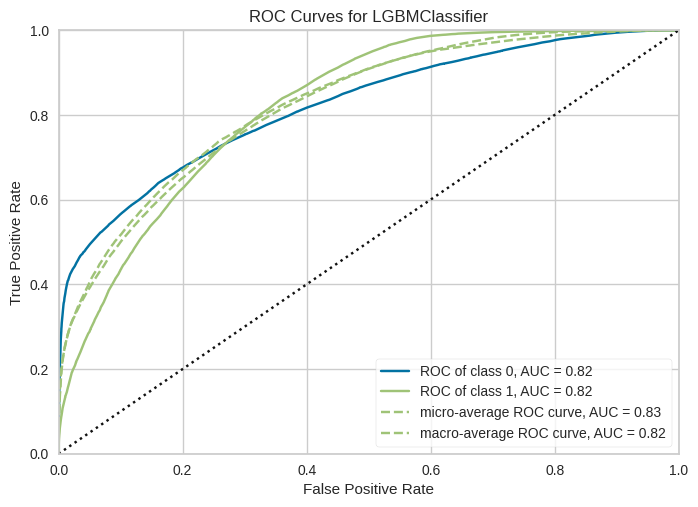 ROC Curves for LGBMClassifier
True Positive Rate
1.0
0.8
0.6
0.4
0.2
0.0
ROC of class 0, AUC = 0.82
ROC of class 1, AUC = 0.82
micro-average ROC curve, AUC = 0.83
macro-average ROC curve, AUC = 0.82
0.0 0.2 0.4 0.6 0.8 1.0
False Positive Rate